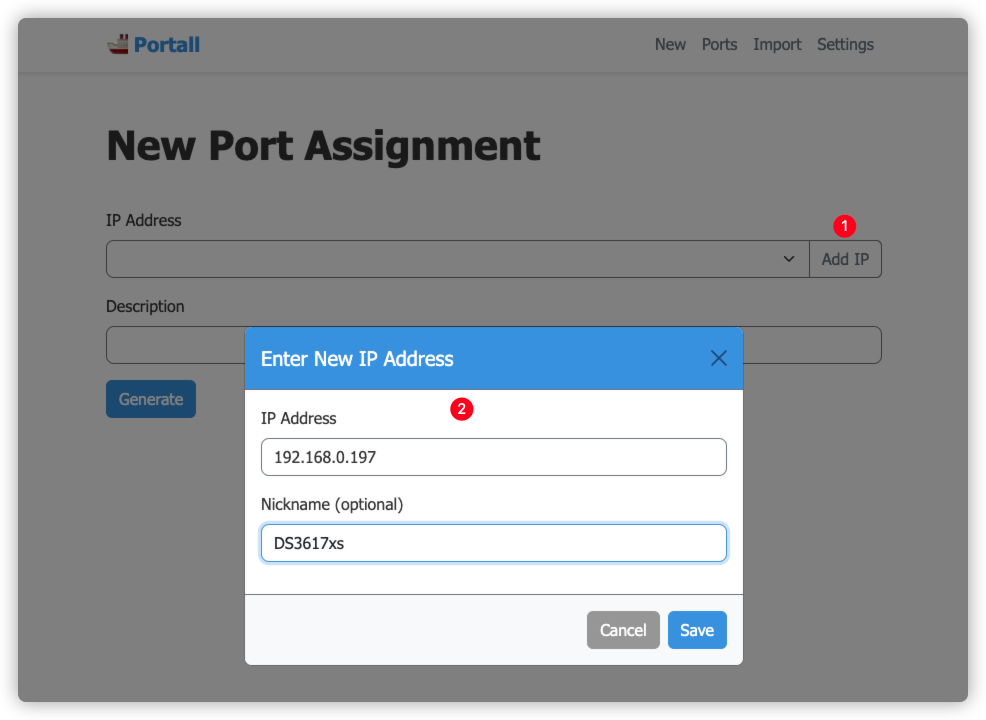 Portall
New Ports Import Settings
New Port Assignment
IP Address
1
Add IP
Description
Generate
Enter New IP Address
2
IP Address
192.168.0.197
Nickname (optional)
DS3617xs
Cancel Save